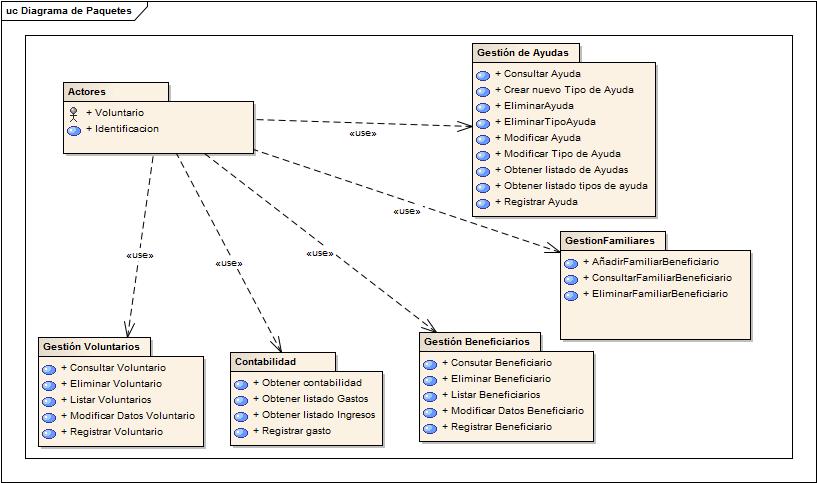 uc Diagrama de Paquetes
Actores
+ Voluntario
+ Identificacion
Gestión de Ayudas
+ Consultar Ayuda
+ Crear nuevo Tipo de Ayuda
+ EliminarAyuda
+ EliminarTipoAyuda
+ Modificar Ayuda
+ Modificar Tipo de Ayuda
+ Obtener listado de Ayudas
+ Obtener listado tipos de ayuda
+ Registrar Ayuda
«use»
«use»
GestionFamiliares
+ AñadirFamiliarBeneficiario
+ ConsultarFamiliarBeneficiario
+ EliminarFamiliarBeneficiario
«use»
«use»
«use»
Gestión Voluntarios
+ Consultar Voluntario
+ Eliminar Voluntario
+ Listar Voluntarios
+ Modificar Datos Voluntario
+ Registrar Voluntario
Contabilidad
+ Obtener contabilidad
+ Obtener listado Gastos
+ Obtener listado Ingresos
+ Registrar gasto
Gestión Beneficiarios
+ Consutar Beneficiario
+ Eliminar Beneficiario
+ Listar Beneficiarios
+ Modificar Datos Beneficiario
+ Registrar Beneficiario